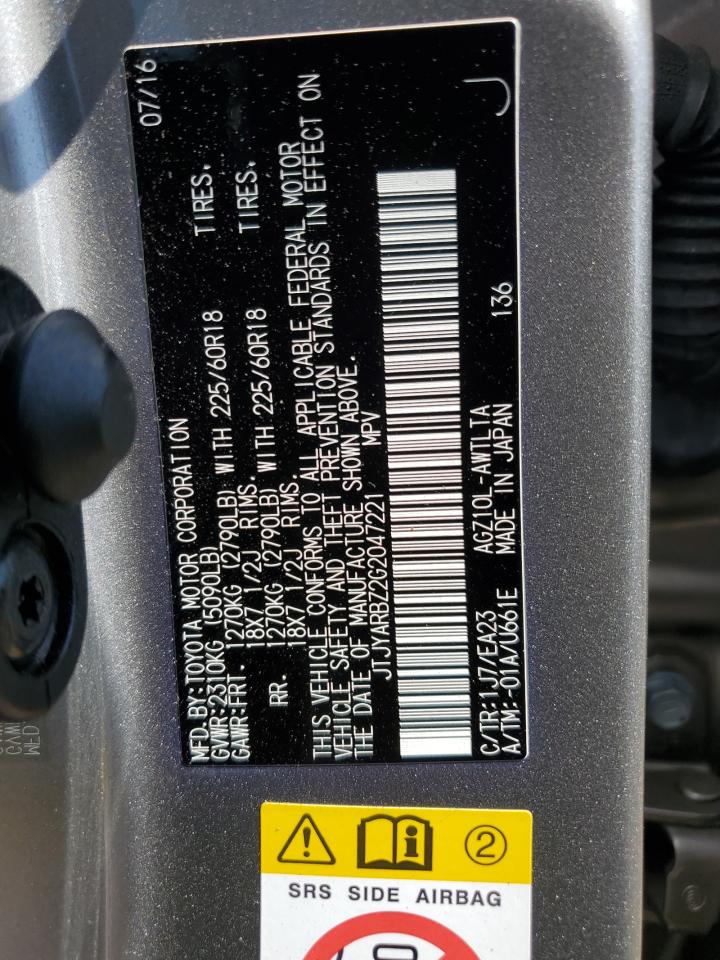 MFD. BY: TOYOTA MOTOR CORPORATION 07/16
GVWR: 2310KG (5090LB)
GAWR: FRT. 1270KG (2790LB) WITH 225/60R18 TIRES.
18X7 1/2J RIMS.
RR. 1270KG (2790LB) WITH 225/60R18 TIRES.
18X7 1/2J RIMS.
THIS VEHICLE CONFORMS TO ALL APPLICABLE FEDERAL MOTOR
VEHICLE SAFETY AND THEFT PREVENTION STANDARDS IN EFFECT ON
THE DATE OF MANUFACTURE SHOWN ABOVE.
JTJYARBZ2G2047221 MPV
C/TR: 1J7/EA23 AGZ10L-AWTLTA 136
A/TM: -01A/U661E MADE IN JAPAN
J
2
SRS SIDE AIRBAG